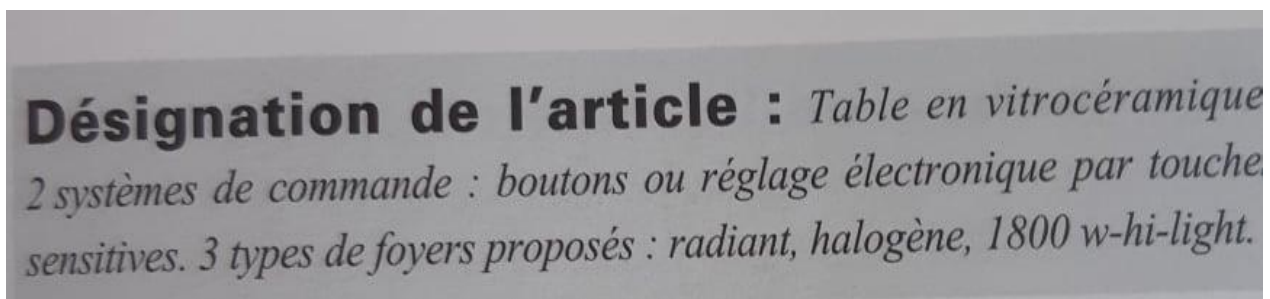 Désignation de l'article : Table en vitrocéramique
2 systèmes de commande : boutons ou réglage électronique par touches
sensitives. 3 types de foyers proposés : radiant, halogène, 1800 w-hi-light.